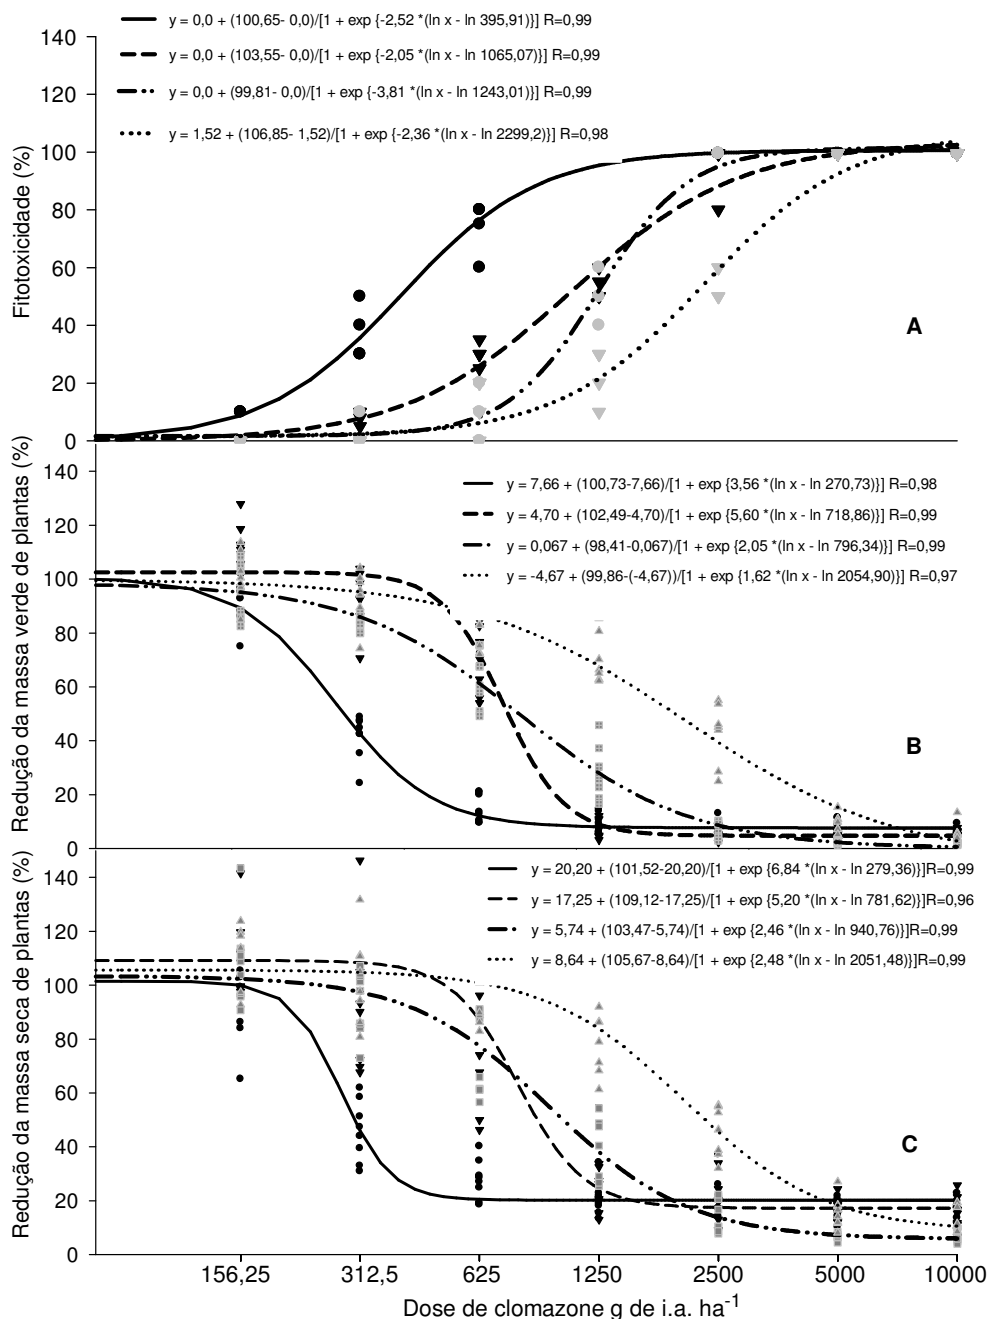 y = 0,0 + (100,65- 0,0)/[1 + exp {-2,52 *(ln x - ln 395,91)}] R=0,99
y = 0,0 + (103,55- 0,0)/[1 + exp {-2,05 *(ln x - ln 1065,07)}] R=0,99
y = 0,0 + (99,81- 0,0)/[1 + exp {-3,81 *(ln x - ln 1243,01)}] R=0,99
y = 1,52 + (106,85- 1,52)/[1 + exp {-2,36 *(ln x - ln 2299,2)}] R=0,98
140
120
100
80
60
40
20
0
Fitotoxicidade (%)
A
y = 7,66 + (100,73-7,66)/[1 + exp {3,56 *(ln x - ln 270,73)}] R=0,98
y = 4,70 + (102,49-4,70)/[1 + exp {5,60 *(ln x - ln 718,86)}] R=0,99
y = 0,067 + (98,41-0,067)/[1 + exp {2,05 *(ln x - ln 796,34)}] R=0,99
y = -4,67 + (99,86-(-4,67))/[1 + exp {1,62 *(ln x - ln 2054,90)}] R=0,97
140
120
100
80
60
40
20
0
Redução da massa verde de plantas (%)
B
y = 20,20 + (101,52-20,20)/[1 + exp {6,84 *(ln x - ln 279,36)}]R=0,99
y = 17,25 + (109,12-17,25)/[1 + exp {5,20 *(ln x - ln 781,62)}]R=0,96
y = 5,74 + (103,47-5,74)/[1 + exp {2,46 *(ln x - ln 940,76)}]R=0,99
y = 8,64 + (105,67-8,64)/[1 + exp {2,48 *(ln x - ln 2051,48)}]R=0,99
140
120
100
80
60
40
20
0
Redução da massa seca de plantas (%)
C
156,25 312,5 625 1250 2500 5000 10000
Dose de clomazone g de i.a. ha-1